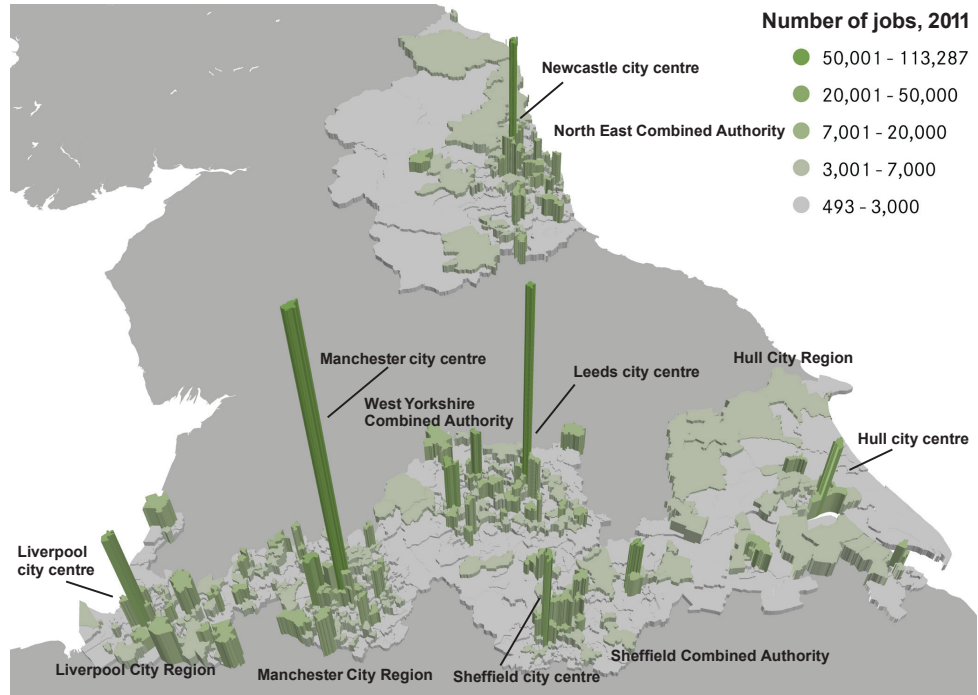 Number of jobs, 2011
50,001 - 113,287
20,001 - 50,000
7,001 - 20,000
3,001 - 7,000
493 - 3,000
Newcastle city centre
North East Combined Authority
Manchester city centre
Leeds city centre
Hull City Region
West Yorkshire
Combined Authority
Hull city centre
Liverpool
city centre
Liverpool City Region
Manchester City Region
Sheffield city centre
Sheffield Combined Authority